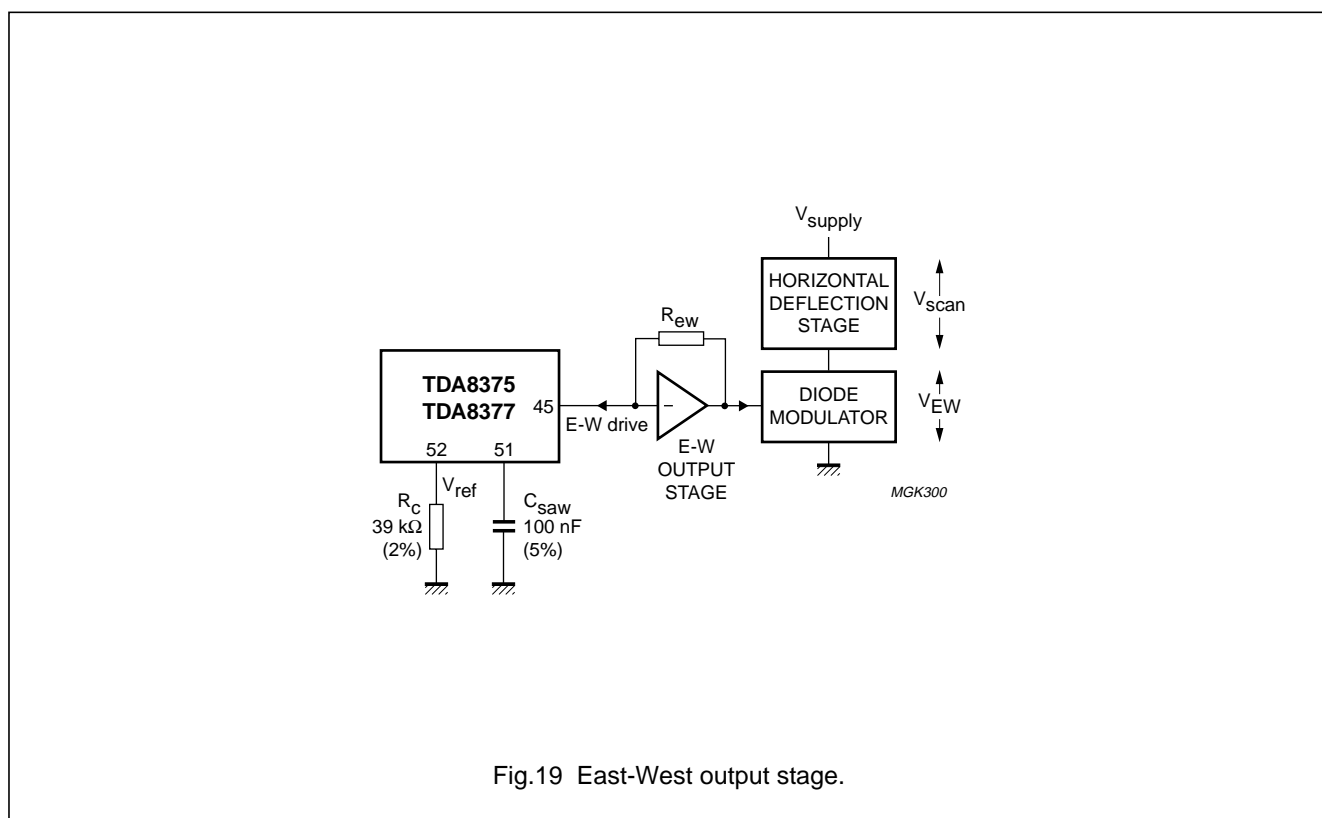 Vsupply
HORIZONTAL
DEFLECTION
STAGE
Vscan
Rew
TDA8375
TDA8377
45
E-W drive
−
DIODE
MODULATOR
VEW
E-W
OUTPUT
STAGE
52
51
Vref
Rc
39 kΩ
(2%)
Csaw
100 nF
(5%)
MGK300
Fig.19 East-West output stage.